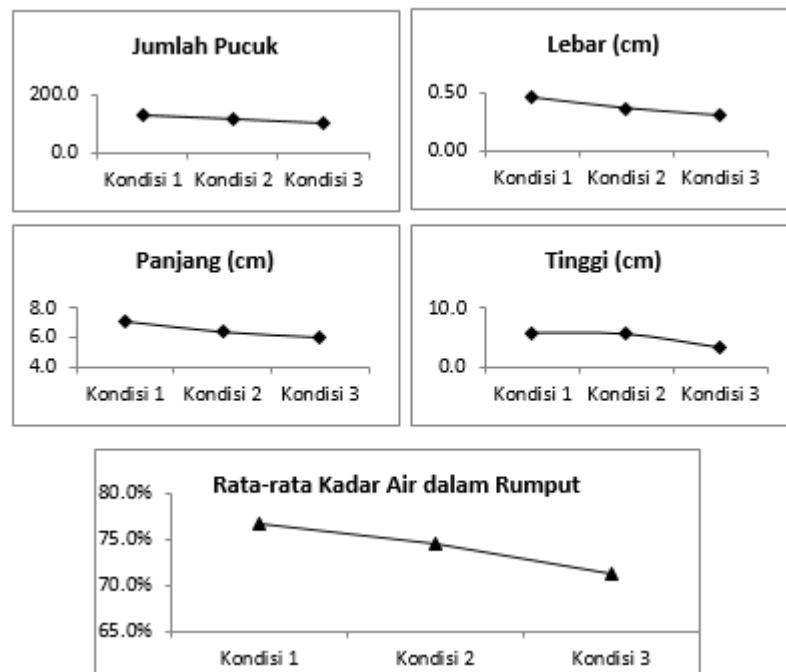 Jumlah Pucuk
200.0
0.0
Kondisi 1 Kondisi 2 Kondisi 3
Lebar (cm)
0.50
0.00
Kondisi 1 Kondisi 2 Kondisi 3
Panjang (cm)
8.0
6.0
4.0
Kondisi 1 Kondisi 2 Kondisi 3
Tinggi (cm)
10.0
0.0
Kondisi 1 Kondisi 2 Kondisi 3
Rata-rata Kadar Air dalam Rumput
80.0%
75.0%
70.0%
65.0%
Kondisi 1 Kondisi 2 Kondisi 3